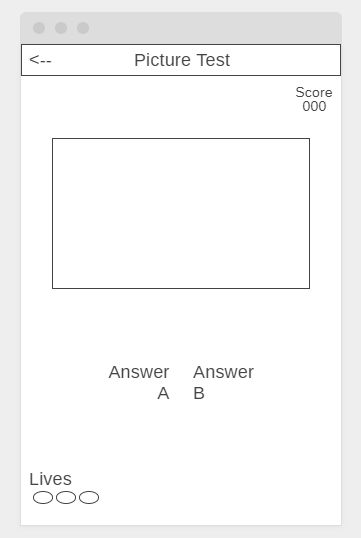 <-- Picture Test
Score
000
Answer Answer
A B
Lives